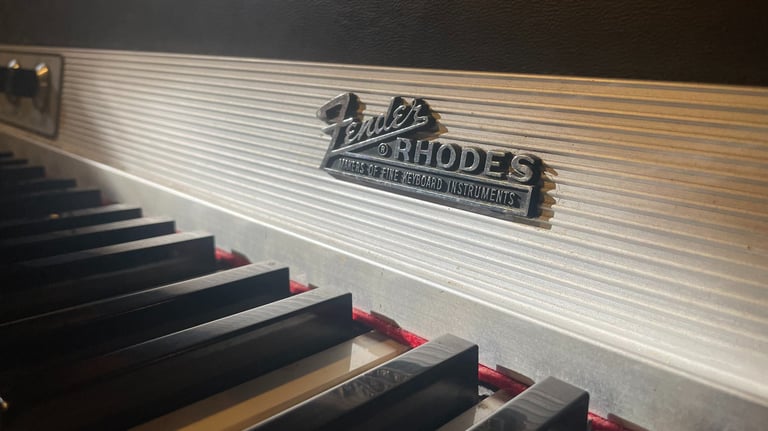 Fender
® RHODES
MAKERS OF FINE KEYBOARD INSTRUMENTS